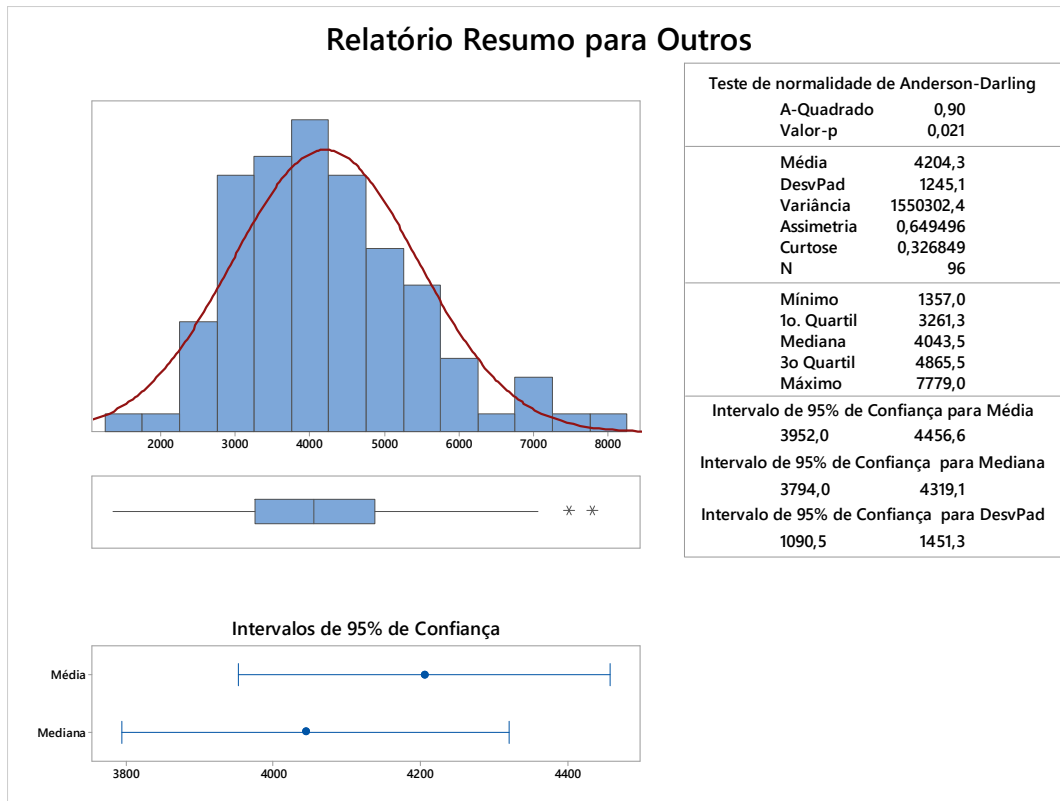 Relatório Resumo para Outros
Teste de normalidade de Anderson-Darling
A-Quadrado 0,90
Valor-p 0,021
Média 4204,3
DesvPad 1245,1
Variância 1550302,4
Assimetria 0,649496
Curtose 0,326849
N 96
Mínimo 1357,0
1o. Quartil 3261,3
Mediana 4043,5
3o Quartil 4865,5
Máximo 7779,0
Intervalo de 95% de Confiança para Média
3952,0 4456,6
Intervalo de 95% de Confiança para Mediana
3794,0 4319,1
Intervalo de 95% de Confiança para DesvPad
1090,5 1451,3
2000 3000 4000 5000 6000 7000 8000
Intervalos de 95% de Confiança
Média
Mediana
3800 4000 4200 4400